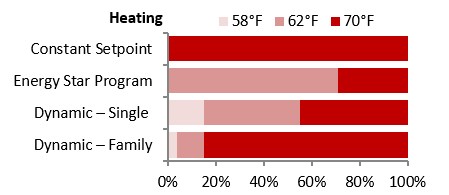 Heating
58°F 62°F 70°F
Constant Setpoint
Energy Star Program
Dynamic – Single
Dynamic – Family
0% 20% 40% 60% 80% 100%